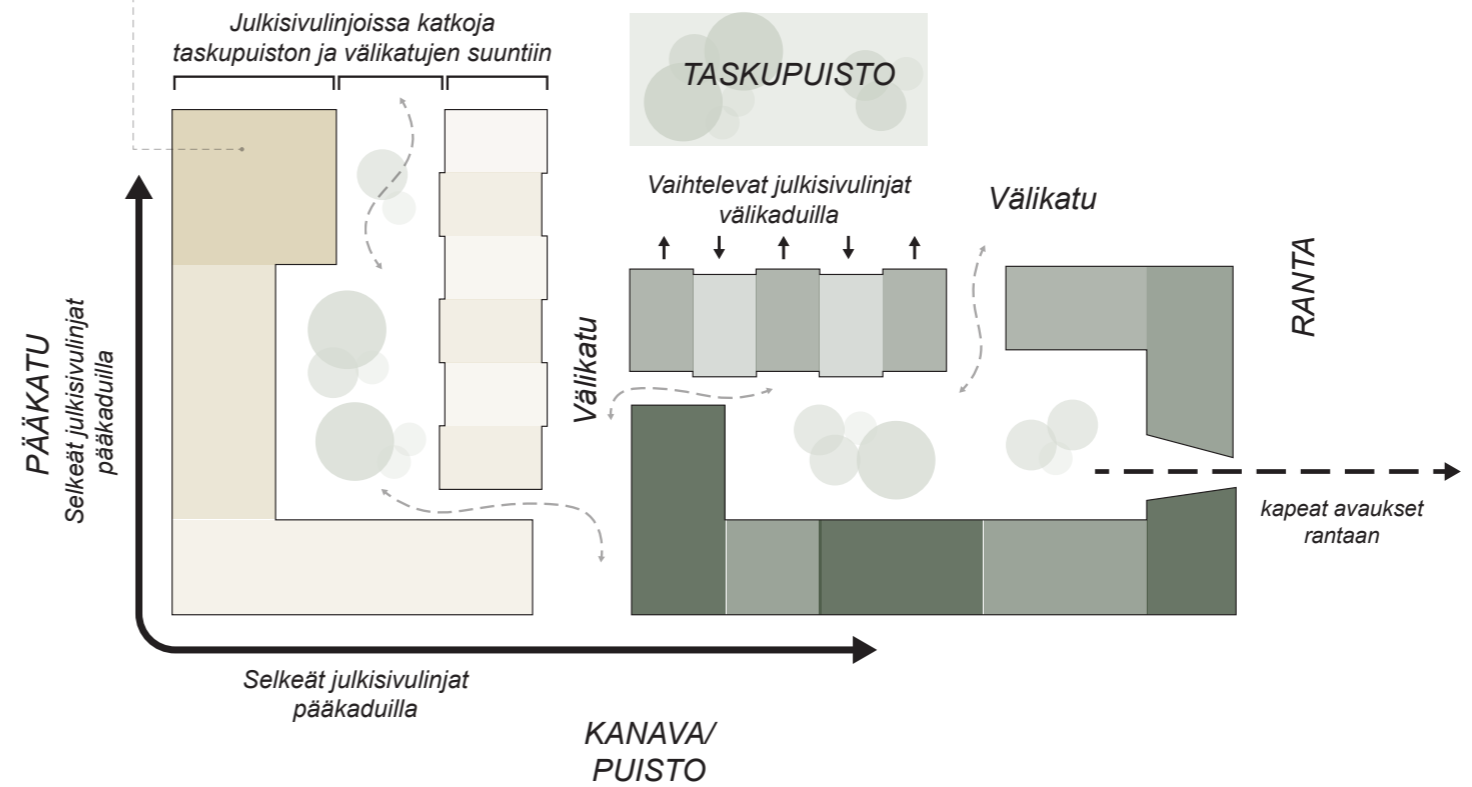 Julkisivulinjoissa katkoja
taskupuiston ja välikatujen suuntiin
TASKUPUISTO
Vaihtelevat julkisivulinjat
välikaduilla
Välikatu
RANTA
PÄÄKATU
Selkeät julkisivulinjat
pääkaduilla
Välikatu
kapeat avaukset
rantaan
Selkeät julkisivulinjat
pääkaduilla
KANAVA/
PUISTO